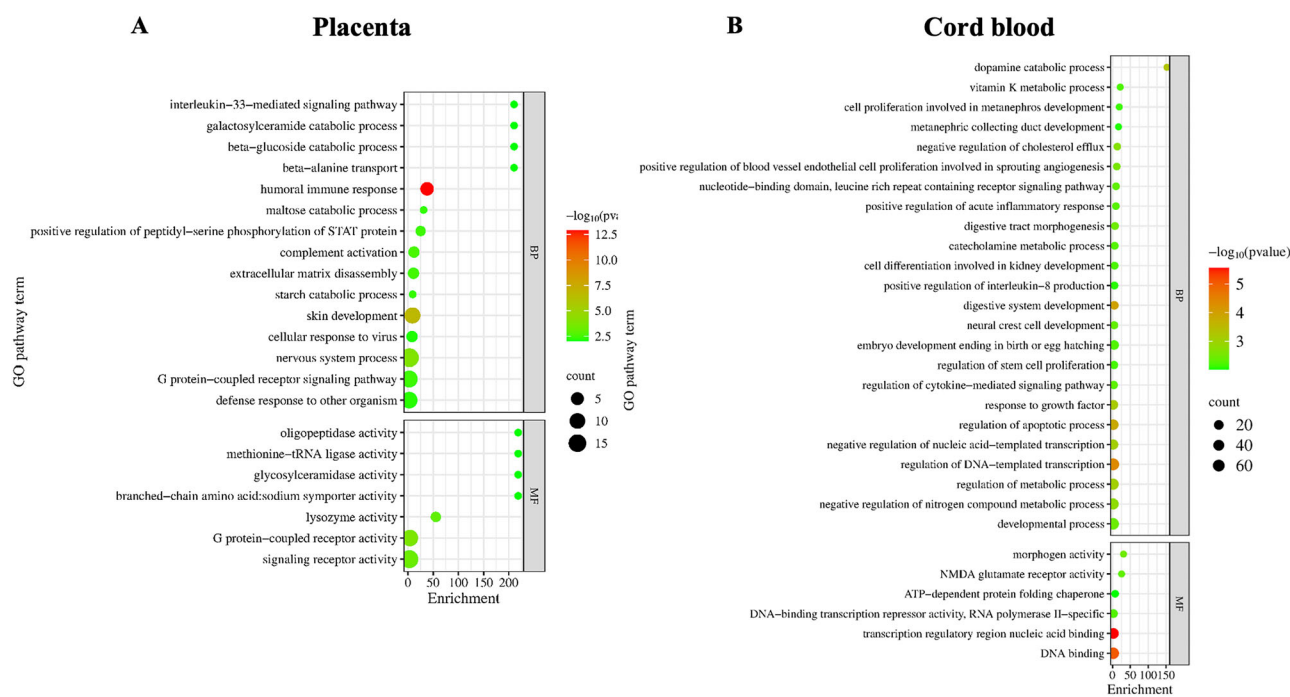 A
Placenta
interleukin−33−mediated signaling pathway
galactosylceramide catabolic process
beta−glucoside catabolic process
beta−alanine transport
humoral immune response
maltose catabolic process
positive regulation of peptidyl−serine phosphorylation of STAT protein
complement activation
extracellular matrix disassembly
starch catabolic process
skin development
cellular response to virus
nervous system process
G protein−coupled receptor signaling pathway
defense response to other organism
BP
oligopeptidase activity
methionine−tRNA ligase activity
glycosylceramidase activity
branched−chain amino acid:sodium symporter activity
lysozyme activity
G protein−coupled receptor activity
signaling receptor activity
MF
0 50 100 150 200
Enrichment
GO pathway term
−log₁₀(pva
12.5
10.0
7.5
5.0
2.5
count
5
10
15
B
Cord blood
dopamine catabolic process
vitamin K metabolic process
cell proliferation involved in metanephros development
metanephric collecting duct development
negative regulation of cholesterol efflux
positive regulation of blood vessel endothelial cell proliferation involved in sprouting angiogenesis
nucleotide−binding domain, leucine rich repeat containing receptor signaling pathway
positive regulation of acute inflammatory response
digestive tract morphogenesis
catecholamine metabolic process
cell differentiation involved in kidney development
positive regulation of interleukin−8 production
digestive system development
neural crest cell development
embryo development ending in birth or egg hatching
regulation of stem cell proliferation
regulation of cytokine−mediated signaling pathway
response to growth factor
regulation of apoptotic process
negative regulation of nucleic acid−templated transcription
regulation of DNA−templated transcription
regulation of metabolic process
negative regulation of nitrogen compound metabolic process
developmental process
BP
morphogen activity
NMDA glutamate receptor activity
ATP−dependent protein folding chaperone
DNA−binding transcription repressor activity, RNA polymerase II−specific
transcription regulatory region nucleic acid binding
DNA binding
MF
0 50 100 150
Enrichment
GO pathway term
−log₁₀(pvalue)
5
4
3
count
20
40
60